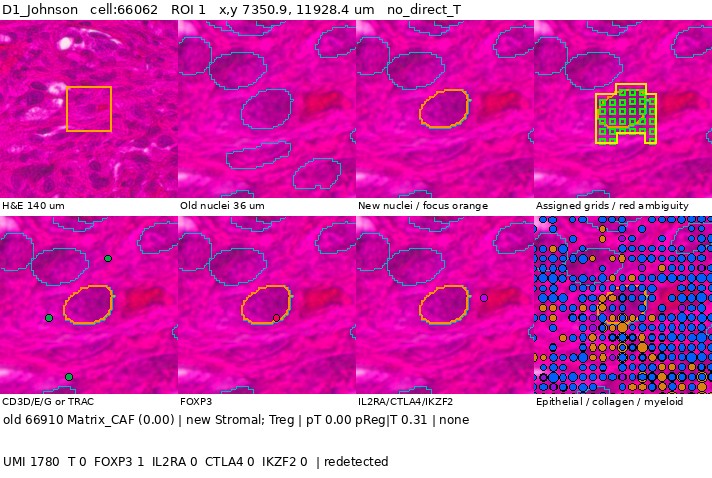 D1_Johnson   cell:66062   ROI 1   x,y 7350.9, 11928.4 um   no_direct_T
H&E 140 um
Old nuclei 36 um
New nuclei / focus orange
Assigned grids / red ambiguity
CD3D/E/G or TRAC
FOXP3
IL2RA/CTLA4/IKZF2
Epithelial / collagen / myeloid
old 66910 Matrix_CAF (0.00) | new Stromal; Treg | pT 0.00 pReg|T 0.31 | none
UMI 1780  T 0  FOXP3 1  IL2RA 0  CTLA4 0  IKZF2 0  | redetected